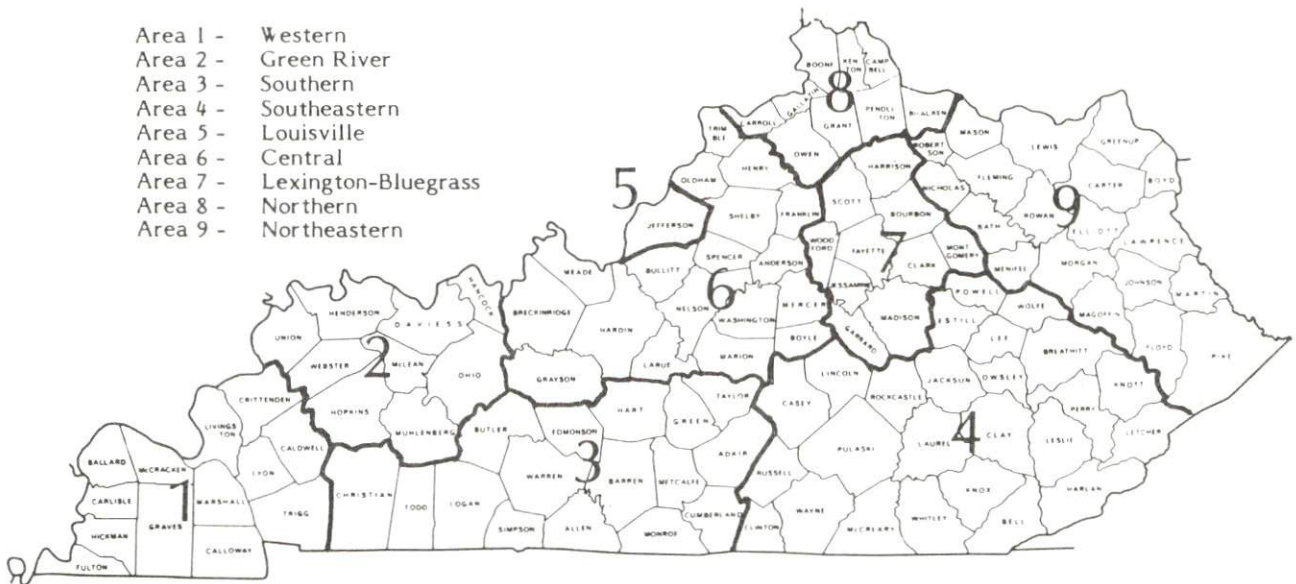 Area 1 - Western
Area 2 - Green River
Area 3 - Southern
Area 4 - Southeastern
Area 5 - Louisville
Area 6 - Central
Area 7 - Lexington-Bluegrass
Area 8 - Northern
Area 9 - Northeastern
BOONE
KENTON
CAMPBELL
8
GALLATIN
CARROLL
GRANT
PENDLETON
BRACKEN
OWEN
TRIMBLE
MASON
LEWIS
GREENUP
ROBERTSON
HENRY
HARRISON
FLEMING
CARTER
BOYD
OLDHAM
NICHOLAS
5
SCOTT
ROWAN
9
ELLIOTT
JEFFERSON
SHELBY
FRANKLIN
BOURBON
BATH
LAWRENCE
WOODFORD
FAYETTE
7
MONTGOMERY
CLARK
MENIFEE
MORGAN
SPENCER
ANDERSON
BULLITT
MEADE
6
JOHNSON
MARTIN
JESSAMINE
POWELL
WOLFE
MAGOFFIN
HANCOCK
BRECKINRIDGE
NELSON
MERCER
WASHINGTON
MADISON
ESTILL
HENDERSON
DAVIESS
HARDIN
LEE
FLOYD
PIKE
UNION
GARRARD
BOYLE
BREATHITT
WEBSTER
2
McLEAN
OHIO
LARUE
MARION
GRAYSON
LINCOLN
JACKSON
OWSLEY
KNOTT
CRITTENDEN
HOPKINS
HART
TAYLOR
CASEY
ROCKCASTLE
PERRY
LIVINGSTON
MUHLENBERG
BUTLER
EDMONSON
GREEN
LETCHER
CALDWELL
3
PULASKI
LAUREL
4
CLAY
LESLIE
BALLARD
McCRACKEN
LYON
WARREN
ADAIR
BARREN
METCALFE
RUSSELL
1
CARLISLE
MARSHALL
CHRISTIAN
TODD
LOGAN
KNOX
HARLAN
GRAVES
TRIGG
CUMBERLAND
WAYNE
HICKMAN
SIMPSON
ALLEN
MONROE
CLINTON
McCREARY
WHITLEY
BELL
CALLOWAY
FULTON